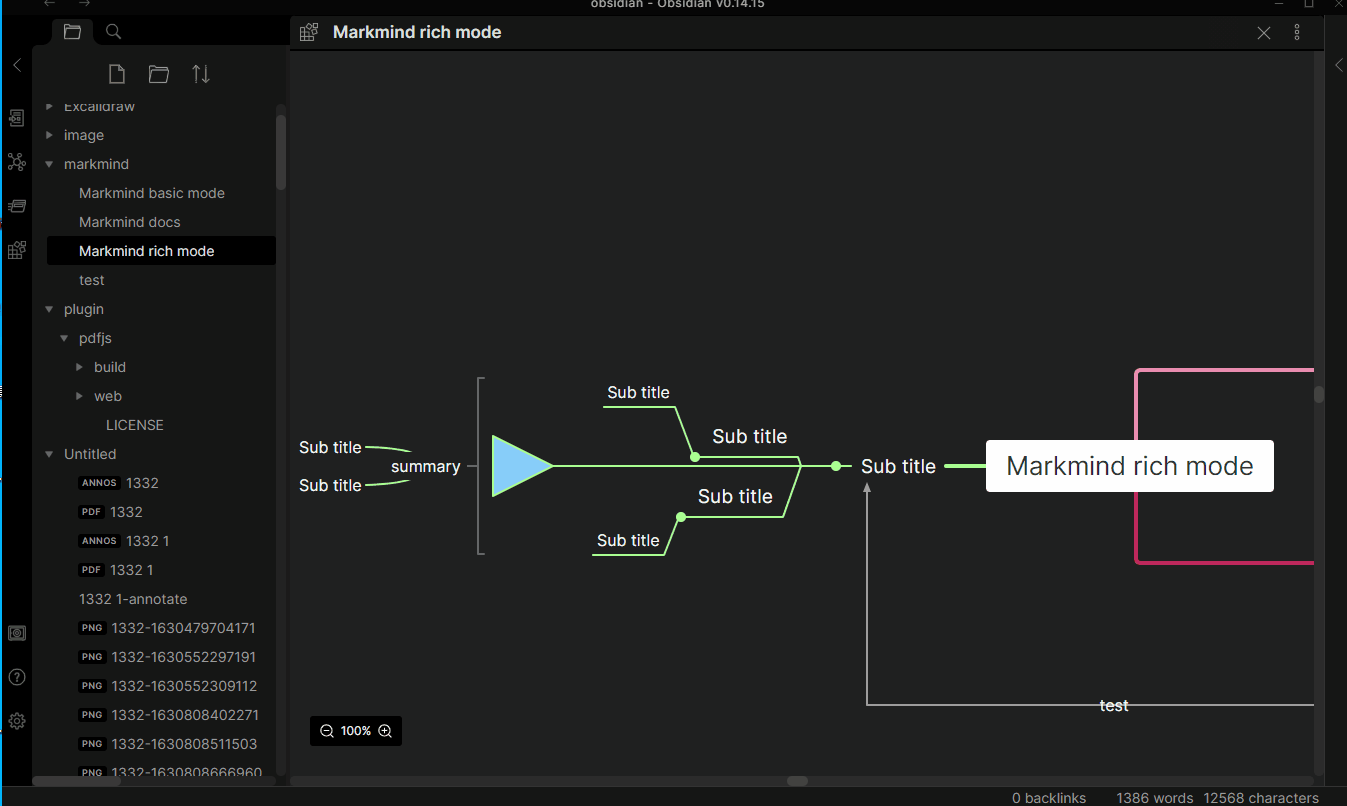 obsidian - Obsidian v0.14.15
Markmind rich mode
Excalidraw
image
markmind
Markmind basic mode
Markmind docs
Markmind rich mode
test
plugin
pdfjs
build
web
LICENSE
Untitled
ANNOS 1332
PDF 1332
ANNOS 1332 1
PDF 1332 1
1332 1-annotate
PNG 1332-1630479704171
PNG 1332-1630552297191
PNG 1332-1630552309112
PNG 1332-1630808402271
PNG 1332-1630808511503
PNG 1332-1630808666960
Sub title
Sub title
Sub title
summary
Sub title
Markmind rich mode
Sub title
Sub title
Sub title
test
100%
0 backlinks 1386 words 12568 characters